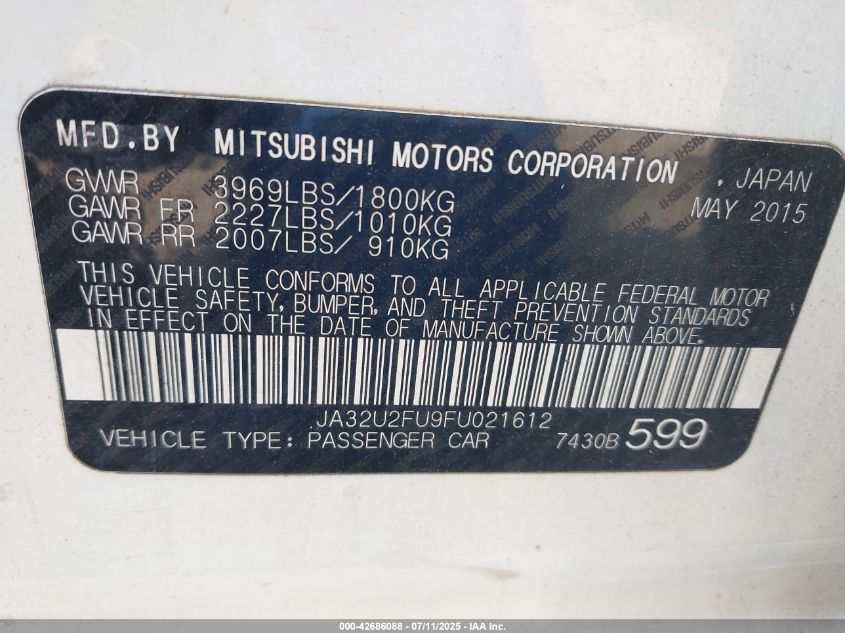 MFD.BY MITSUBISHI MOTORS CORPORATION , JAPAN
GVWR 3969LBS/1800KG MAY 2015
GAWR FR 2227LBS/1010KG
GAWR RR 2007LBS/ 910KG
THIS VEHICLE CONFORMS TO ALL APPLICABLE FEDERAL MOTOR
VEHICLE SAFETY, BUMPER, AND THEFT PREVENTION STANDARDS
IN EFFECT ON THE DATE OF MANUFACTURE SHOWN ABOVE.
JA32U2FU9FU021612
VEHICLE TYPE: PASSENGER CAR 7430B 599
000-42686088 - 07/11/2025 - IAA Inc.